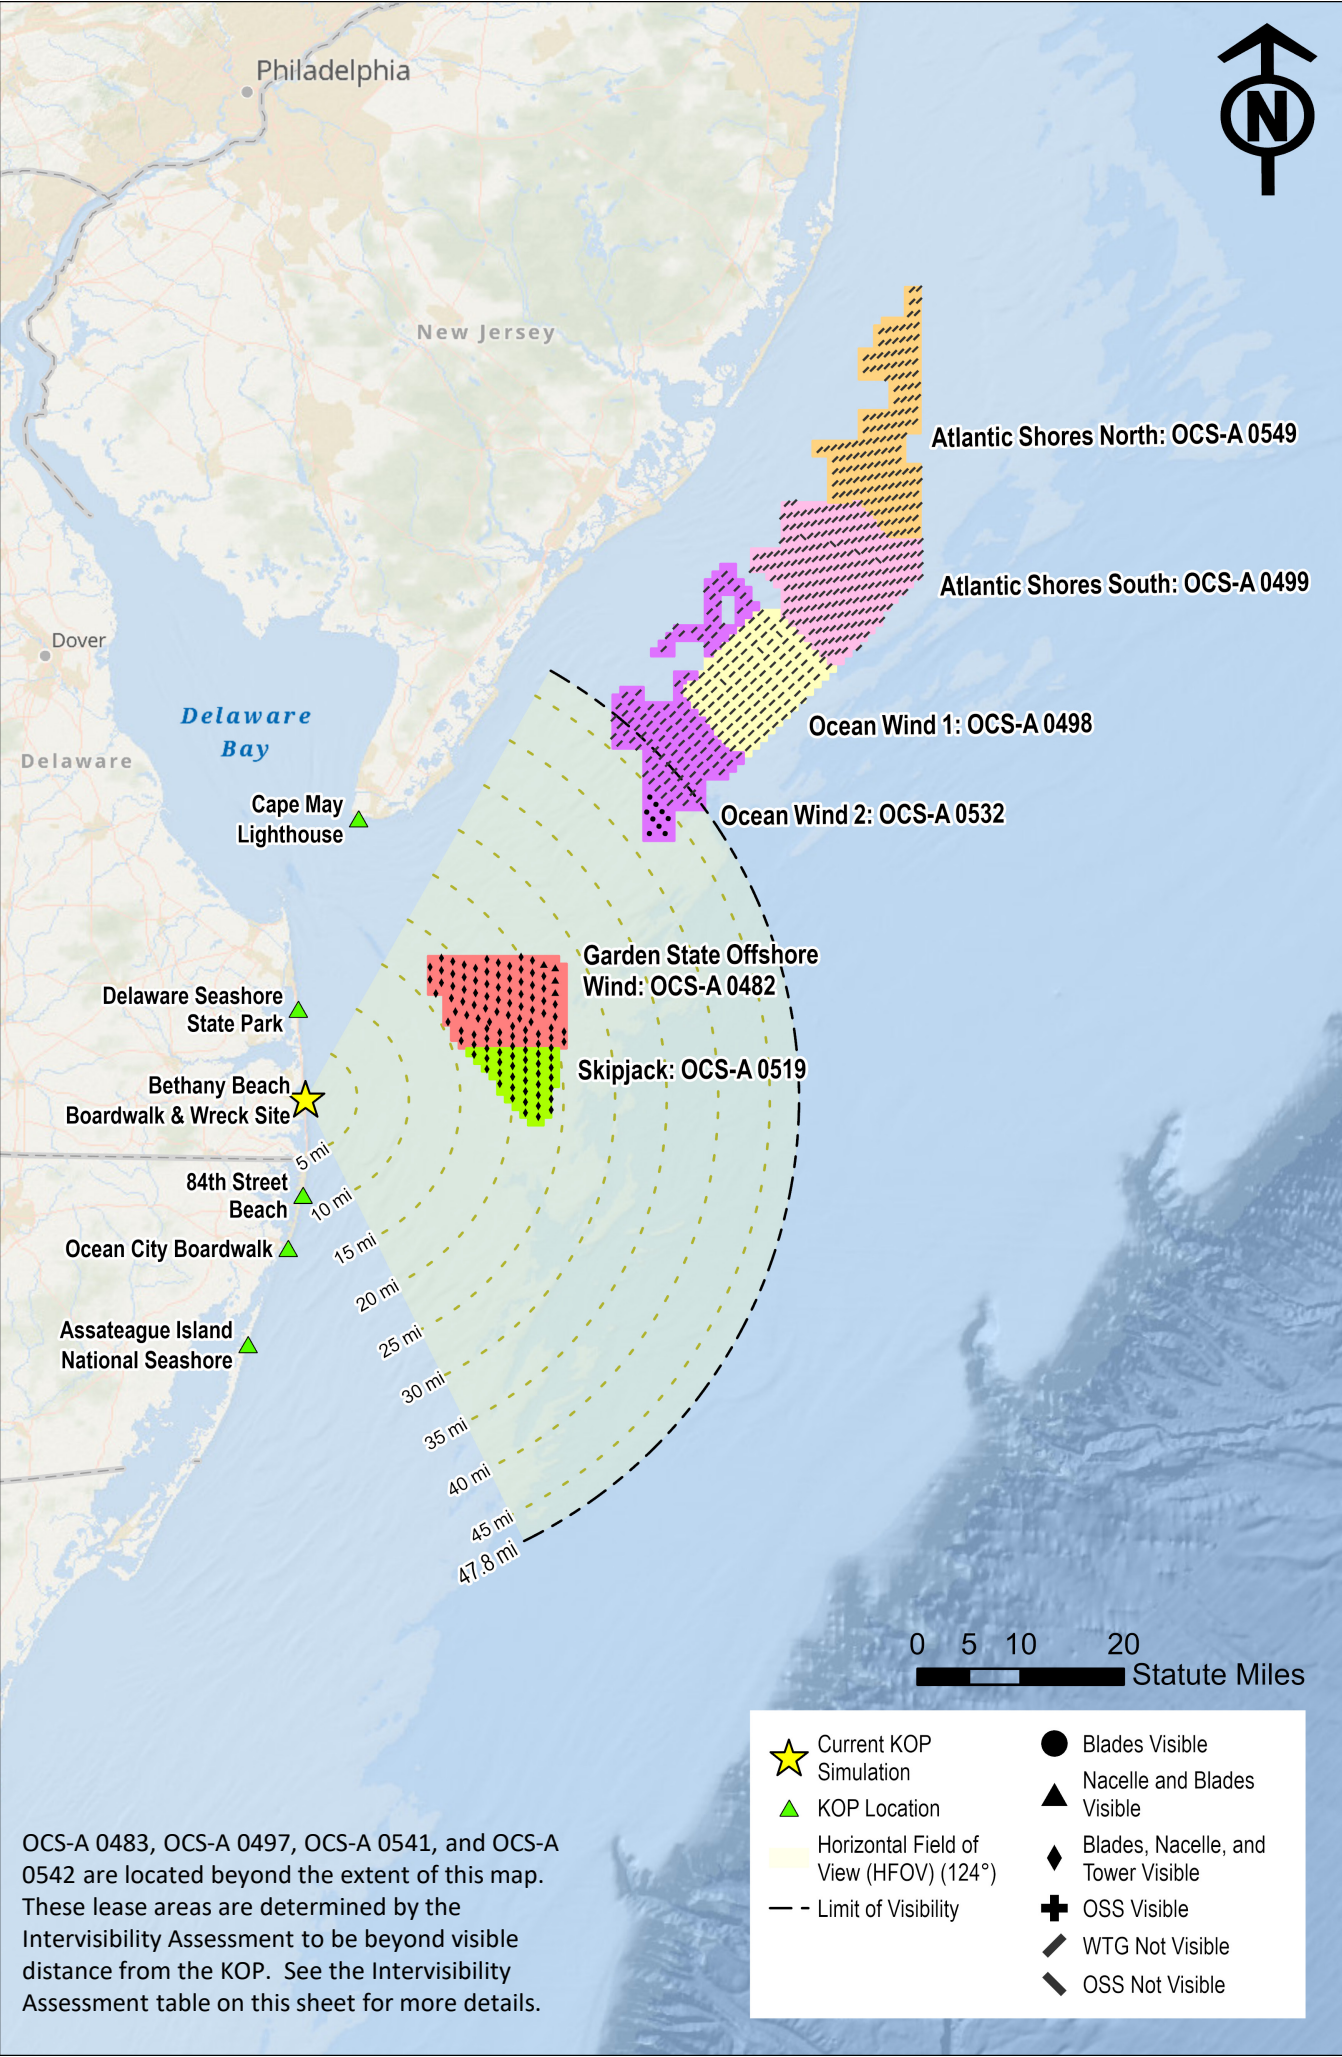 Philadelphia
N
New Jersey
Atlantic Shores North: OCS-A 0549
Atlantic Shores South: OCS-A 0499
Dover
Delaware
Bay
Delaware
Ocean Wind 1: OCS-A 0498
Cape May
Lighthouse
Ocean Wind 2: OCS-A 0532
Garden State Offshore
Wind: OCS-A 0482
Delaware Seashore
State Park
Skipjack: OCS-A 0519
Bethany Beach
Boardwalk & Wreck Site
84th Street
Beach
Ocean City Boardwalk
Assateague Island
National Seashore
5 mi
10 mi
15 mi
20 mi
25 mi
30 mi
35 mi
40 mi
45 mi
47.8 mi
0 5 10 20
Statute Miles
Current KOP
Simulation
KOP Location
Horizontal Field of
View (HFOV) (124°)
Limit of Visibility
Blades Visible
Nacelle and Blades
Visible
Blades, Nacelle, and
Tower Visible
OSS Visible
WTG Not Visible
OSS Not Visible
OCS-A 0483, OCS-A 0497, OCS-A 0541, and OCS-A
0542 are located beyond the extent of this map.
These lease areas are determined by the
Intervisibility Assessment to be beyond visible
distance from the KOP.  See the Intervisibility
Assessment table on this sheet for more details.